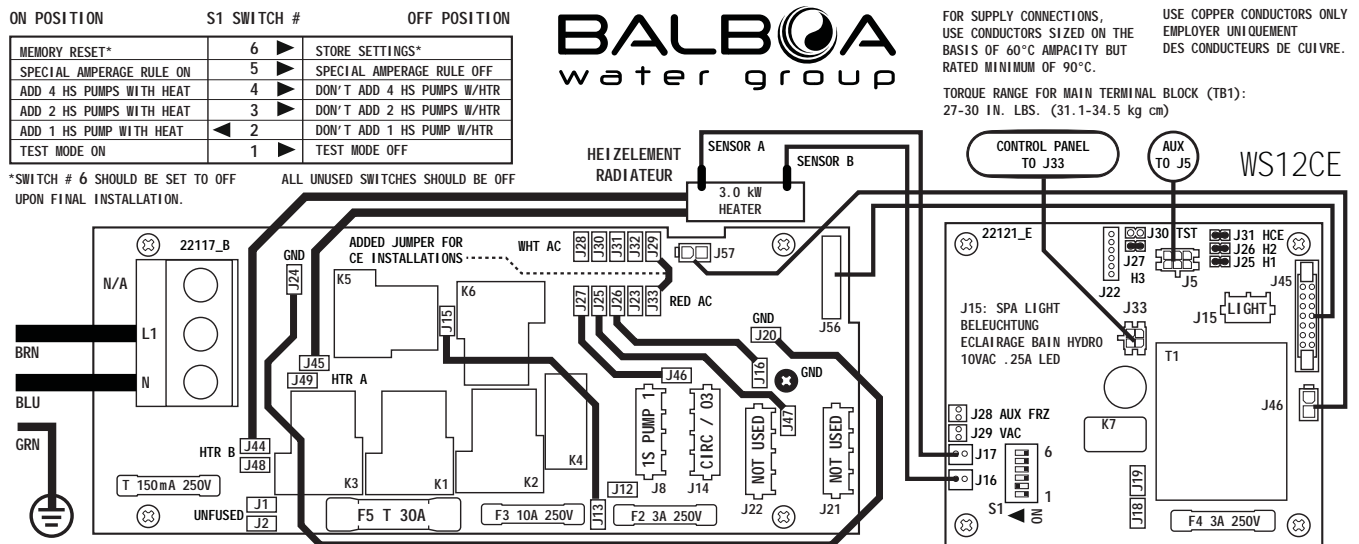 ON POSITION S1 SWITCH # OFF POSITION
MEMORY RESET* 6 ▶ STORE SETTINGS*
SPECIAL AMPERAGE RULE ON 5 ▶ SPECIAL AMPERAGE RULE OFF
ADD 4 HS PUMPS WITH HEAT 4 ▶ DON'T ADD 4 HS PUMPS W/HTR
ADD 2 HS PUMPS WITH HEAT 3 ▶ DON'T ADD 2 HS PUMPS W/HTR
ADD 1 HS PUMP WITH HEAT ◀ 2 DON'T ADD 1 HS PUMP W/HTR
TEST MODE ON 1 ▶ TEST MODE OFF
*SWITCH # 6 SHOULD BE SET TO OFF
UPON FINAL INSTALLATION.
ALL UNUSED SWITCHES SHOULD BE OFF
BALBOA
water group
FOR SUPPLY CONNECTIONS,
USE CONDUCTORS SIZED ON THE
BASIS OF 60°C AMPACITY BUT
RATED MINIMUM OF 90°C.
USE COPPER CONDUCTORS ONLY
EMPLOYER UNIQUEMENT
DES CONDUCTEURS DE CUIVRE.
TORQUE RANGE FOR MAIN TERMINAL BLOCK (TB1):
27-30 IN. LBS. (31.1-34.5 kg cm)
HEIZELEMENT
RADIATEUR
SENSOR A
SENSOR B
3.0 kW
HEATER
CONTROL PANEL
TO J33
AUX
TO J5
WS12CE
22117_B
N/A
L1
N
BRN
BLU
GRN
GND
J24
ADDED JUMPER FOR
CE INSTALLATIONS
WHT AC
J28
J30
J31
J32
J29
J57
K5
K6
J15
J27
J25
J26
J23
J33
RED AC
J56
GND
J20
J45
J49
HTR A
J16
GND
J46
J47
HTR B
J44
J48
K3
K1
K2
K4
1S PUMP 1
J8
CIRC / O3
J14
NOT USED
J22
NOT USED
J21
T 150mA 250V
UNFUSED
J1
J2
F5 T 30A
F3 10A 250V
J13
J12
F2 3A 250V
22121_E
J30 TST
J27
H3
J22
J5
J31 HCE
J26 H2
J25 H1
J45
J15: SPA LIGHT
BELEUCHTUNG
ECLAIRAGE BAIN HYDRO
10VAC .25A LED
J33
J15
LIGHT
T1
J46
K7
J28 AUX FRZ
J29 VAC
J17
J16
6
1
S1
ON
J19
J18
F4 3A 250V